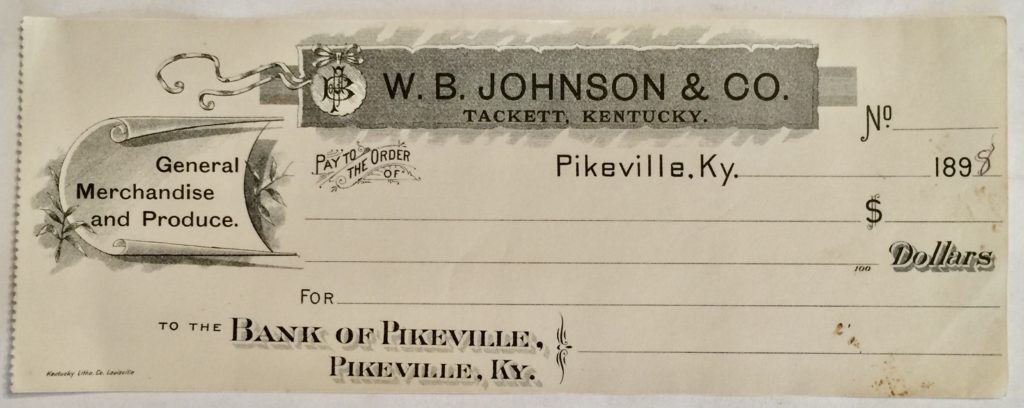 W. B. JOHNSON & CO.
TACKETT, KENTUCKY.
No
General
Merchandise
and Produce.
PAY TO THE ORDER OF
Pikeville, Ky. 1898
$
100 Dollars
FOR
TO THE BANK OF PIKEVILLE,
PIKEVILLE, KY.
Kentucky Litho. Co. Louisville